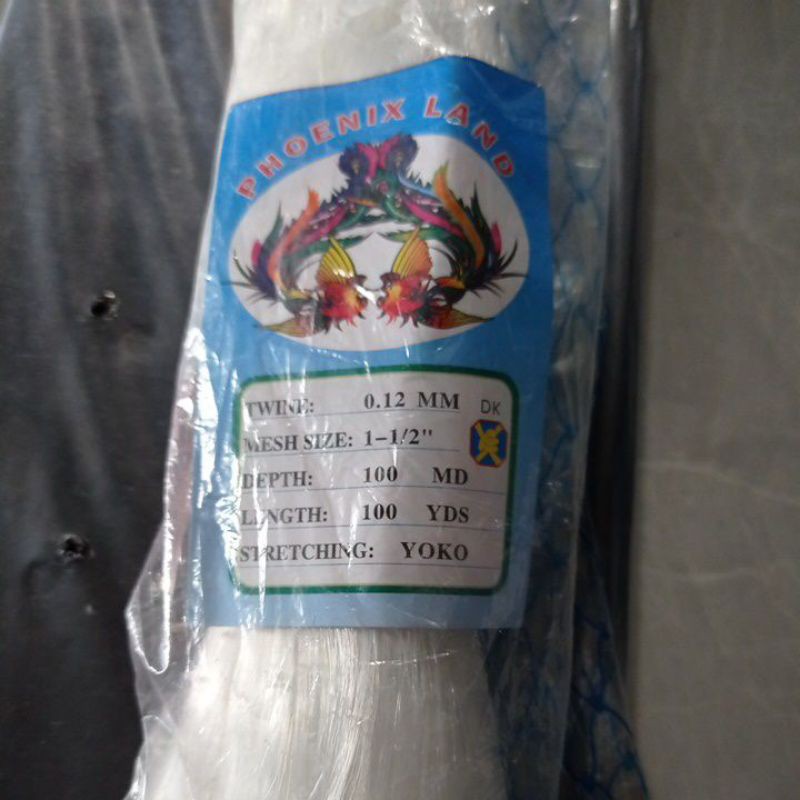 PHOENIX LAND
TWINE: 0.12 MM DK
MESH SIZE: 1-1/2"
DEPTH: 100 MD
LENGTH: 100 YDS
STRETCHING: YOKO